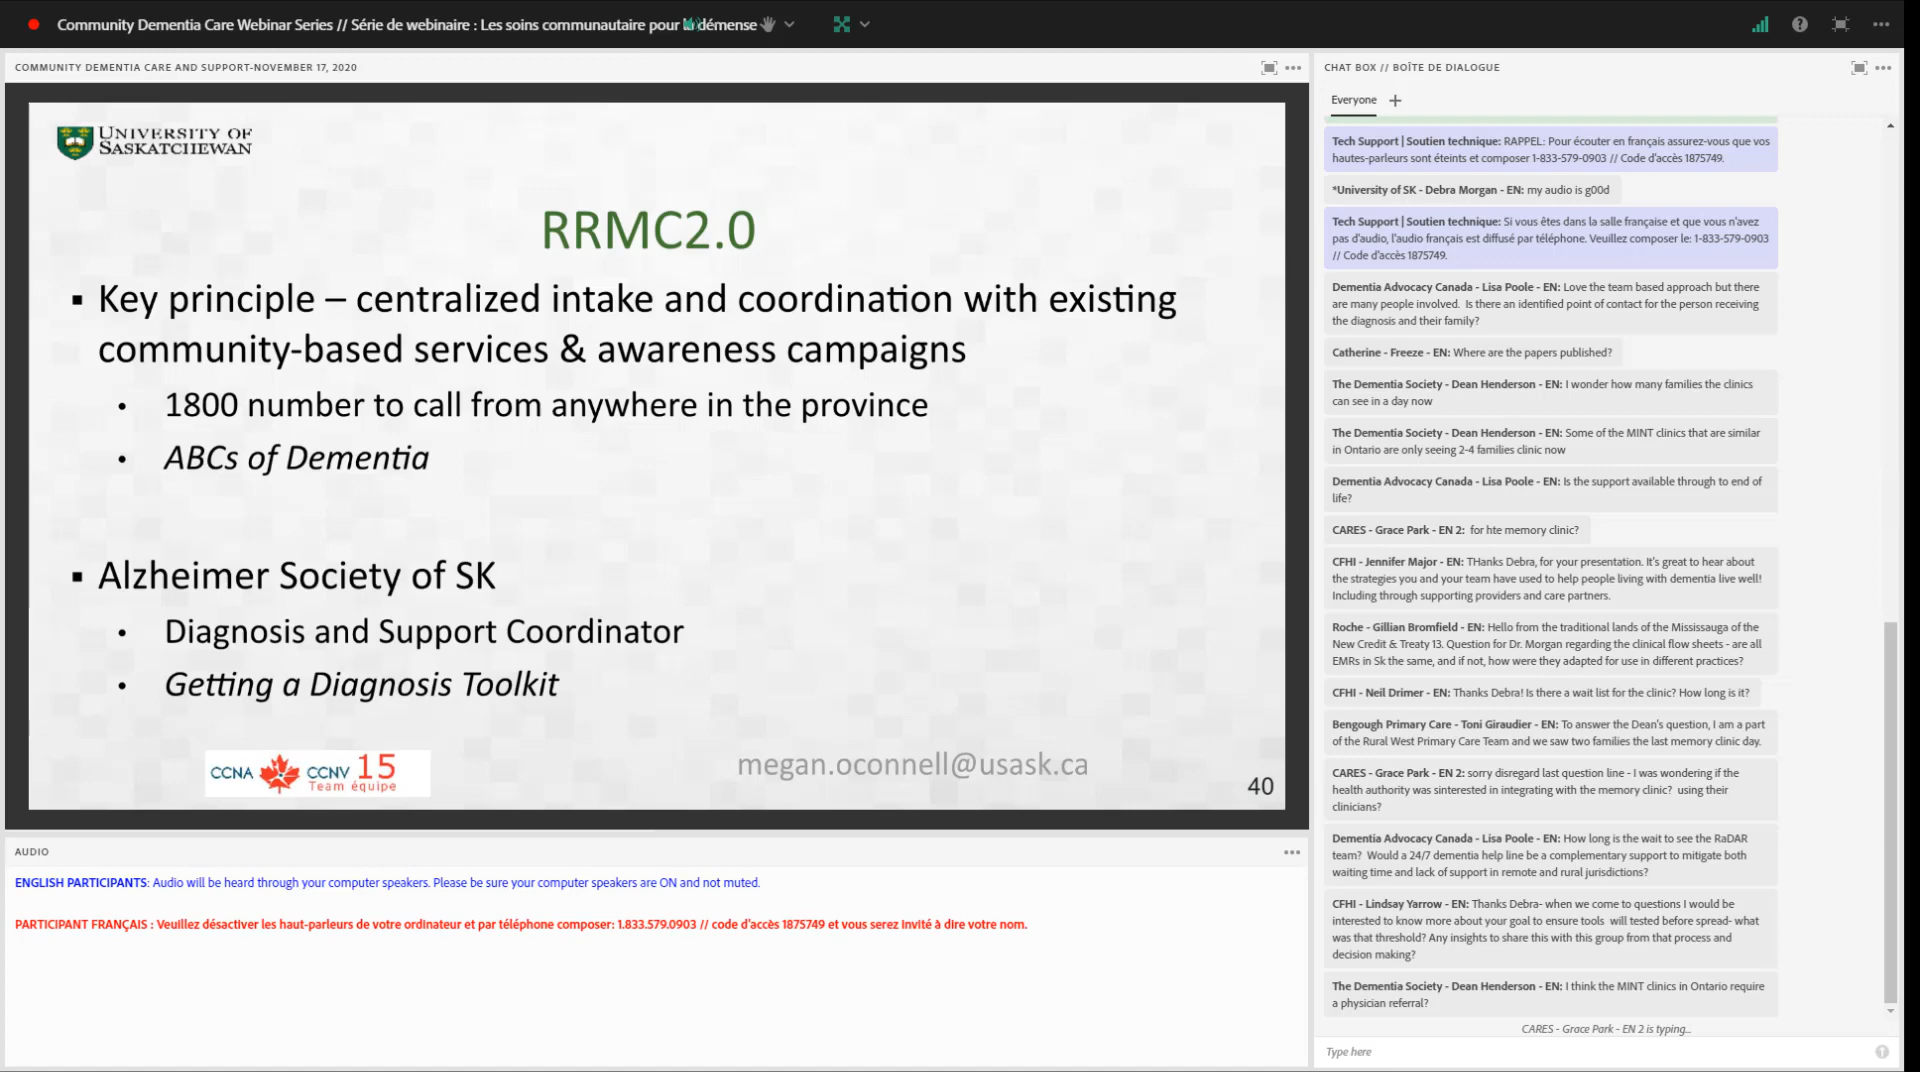 Community Dementia Care Webinar Series // Série de webinaire : Les soins communautaire pour la démense
COMMUNITY DEMENTIA CARE AND SUPPORT-NOVEMBER 17, 2020
UNIVERSITY OF
SASKATCHEWAN
RRMC2.0
▪ Key principle – centralized intake and coordination with existing
community-based services & awareness campaigns
• 1800 number to call from anywhere in the province
• ABCs of Dementia
▪ Alzheimer Society of SK
• Diagnosis and Support Coordinator
• Getting a Diagnosis Toolkit
CCNA CCNV 15
Team équipe
megan.oconnell@usask.ca
40
AUDIO
ENGLISH PARTICIPANTS: Audio will be heard through your computer speakers. Please be sure your computer speakers are ON and not muted.
PARTICIPANT FRANÇAIS : Veuillez désactiver les haut-parleurs de votre ordinateur et par téléphone composer: 1.833.579.0903 // code d'accès 1875749 et vous serez invité à dire votre nom.
CHAT BOX // BOÎTE DE DIALOGUE
Everyone
Tech Support | Soutien technique: RAPPEL: Pour écouter en français assurez-vous que vos
hautes-parleurs sont éteints et composer 1-833-579-0903 // Code d'accès 1875749.
*University of SK - Debra Morgan - EN: my audio is g00d
Tech Support | Soutien technique: Si vous êtes dans la salle française et que vous n'avez
pas d'audio, l'audio français est diffusé par téléphone. Veuillez composer le: 1-833-579-0903
// Code d'accès 1875749.
Dementia Advocacy Canada - Lisa Poole - EN: Love the team based approach but there
are many people involved. Is there an identified point of contact for the person receiving
the diagnosis and their family?
Catherine - Freeze - EN: Where are the papers published?
The Dementia Society - Dean Henderson - EN: I wonder how many families the clinics
can see in a day now
The Dementia Society - Dean Henderson - EN: Some of the MINT clinics that are similar
in Ontario are only seeing 2-4 families clinic now
Dementia Advocacy Canada - Lisa Poole - EN: Is the support available through to end of
life?
CARES - Grace Park - EN 2: for hte memory clinic?
CFHI - Jennifer Major - EN: THanks Debra, for your presentation. It's great to hear about
the strategies you and your team have used to help people living with dementia live well!
Including through supporting providers and care partners.
Roche - Gillian Bromfield - EN: Hello from the traditional lands of the Mississauga of the
New Credit & Treaty 13. Question for Dr. Morgan regarding the clinical flow sheets - are all
EMRs in Sk the same, and if not, how were they adapted for use in different practices?
CFHI - Neil Drimer - EN: Thanks Debra! Is there a wait list for the clinic? How long is it?
Bengough Primary Care - Toni Giraudier - EN: To answer the Dean's question, I am a part
of the Rural West Primary Care Team and we saw two families the last memory clinic day.
CARES - Grace Park - EN 2: sorry disregard last question line - I was wondering if the
health authority was sinterested in integrating with the memory clinic? using their
clinicians?
Dementia Advocacy Canada - Lisa Poole - EN: How long is the wait to see the RaDAR
team? Would a 24/7 dementia help line be a complementary support to mitigate both
waiting time and lack of support in remote and rural jurisdictions?
CFHI - Lindsay Yarrow - EN: Thanks Debra- when we come to questions I would be
interested to know more about your goal to ensure tools will tested before spread- what
was that threshold? Any insights to share this with this group from that process and
decision making?
The Dementia Society - Dean Henderson - EN: I think the MINT clinics in Ontario require
a physician referral?
CARES - Grace Park - EN 2 is typing...
Type here